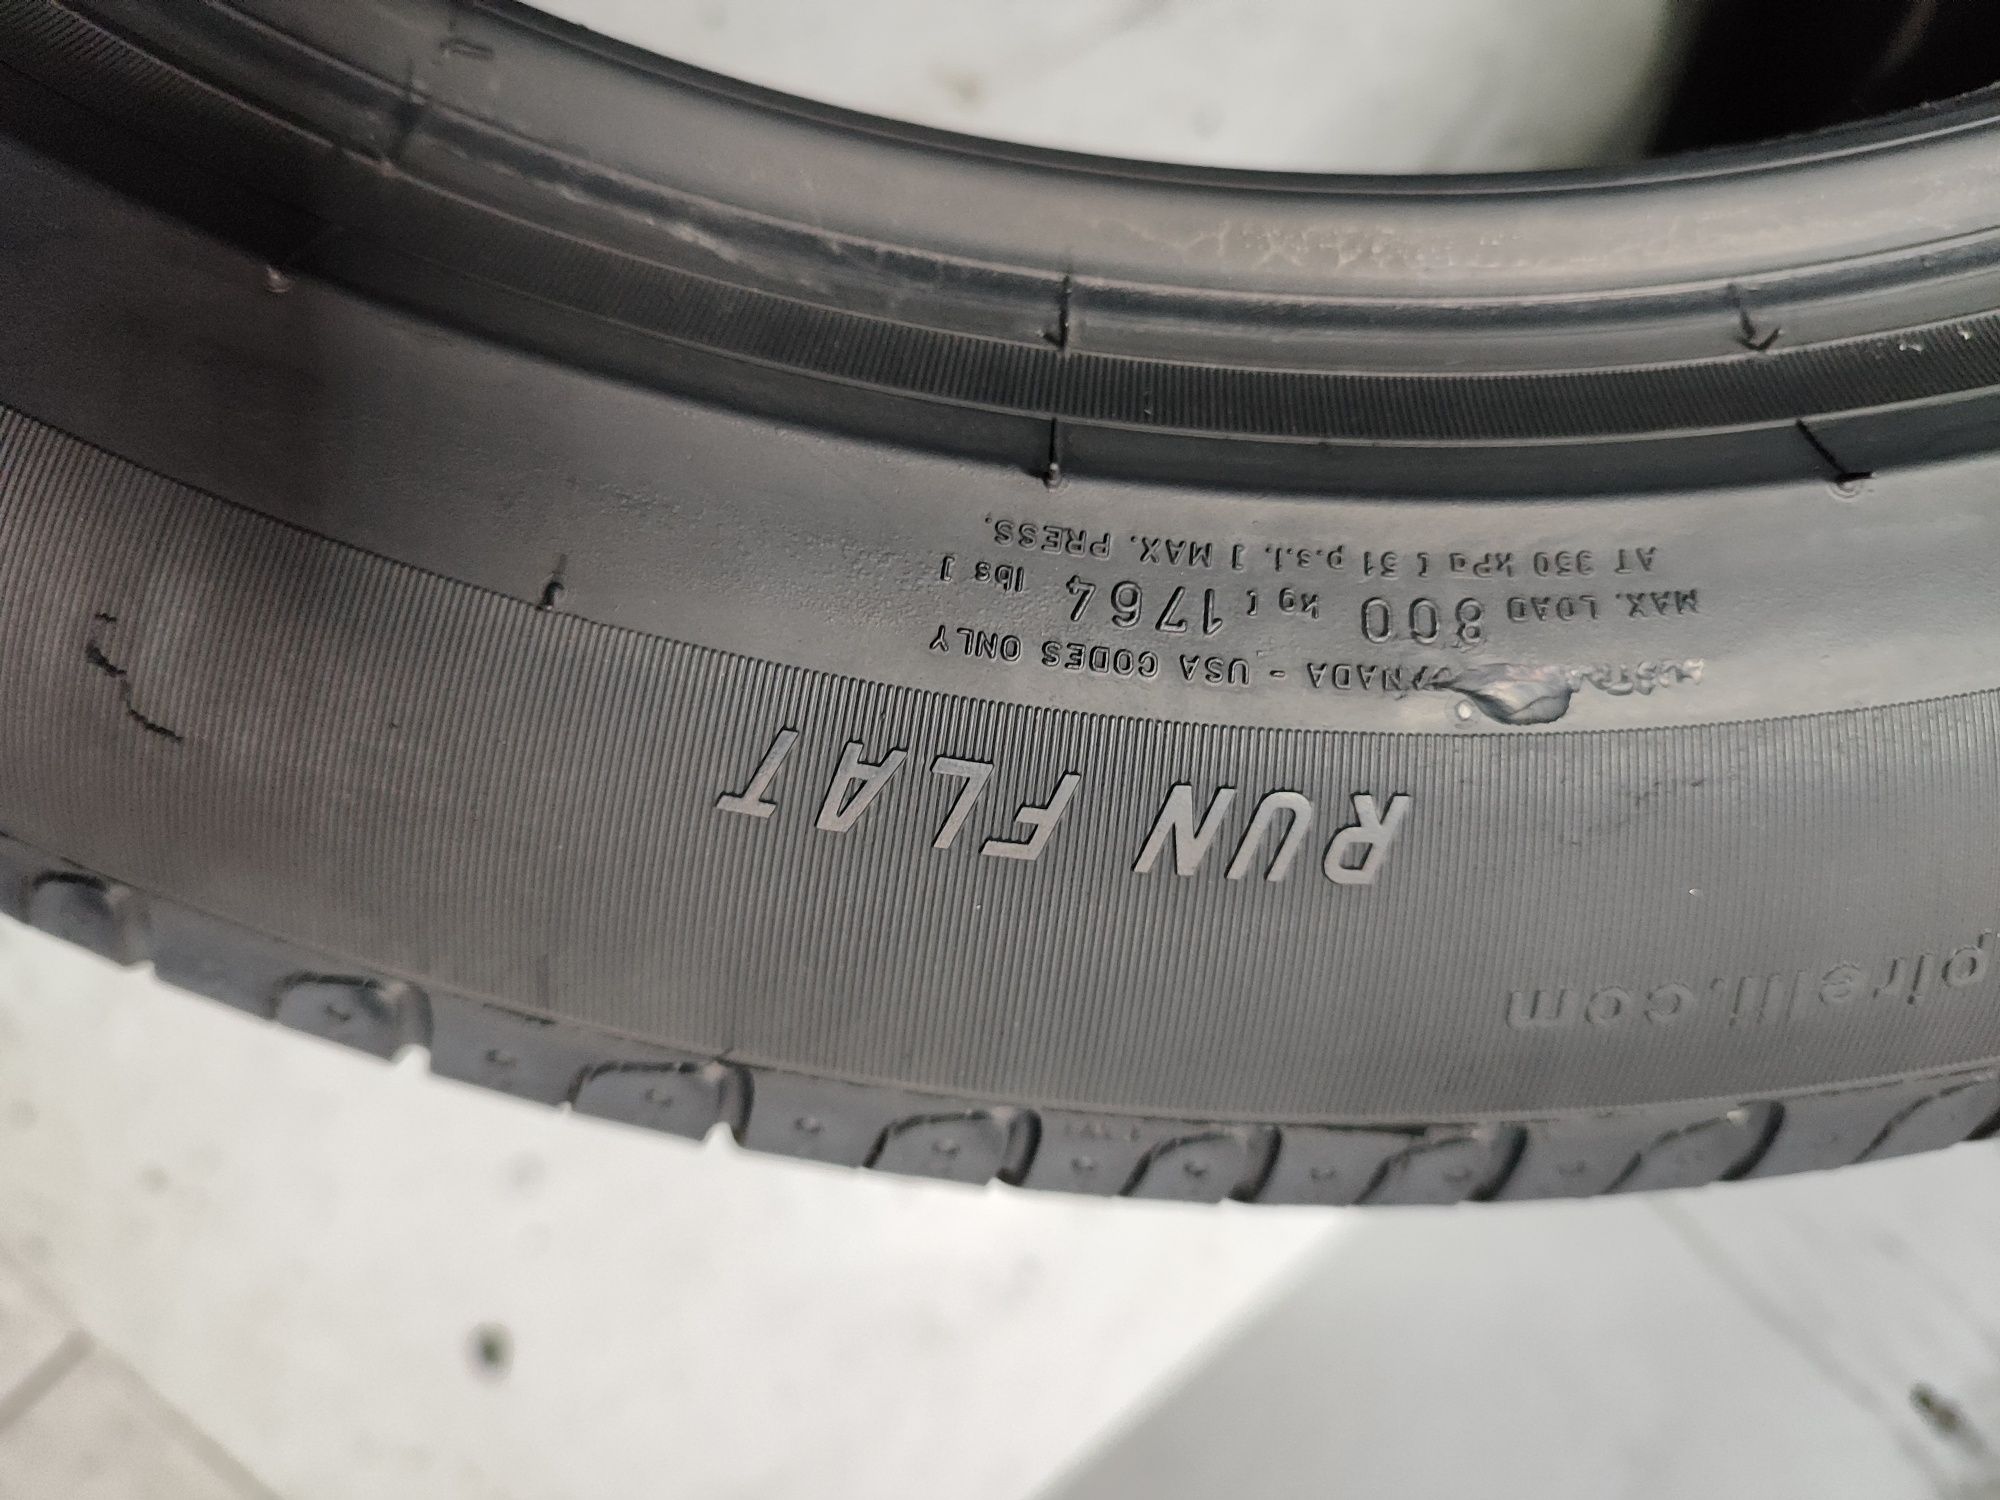 pirelli.com
RUN FLAT
CANADA - USA CODES ONLY
MAX. LOAD 800 kg [ 1764 lbs ]
AT 350 kPa [ 51 p.s.i. ] MAX. PRESS.